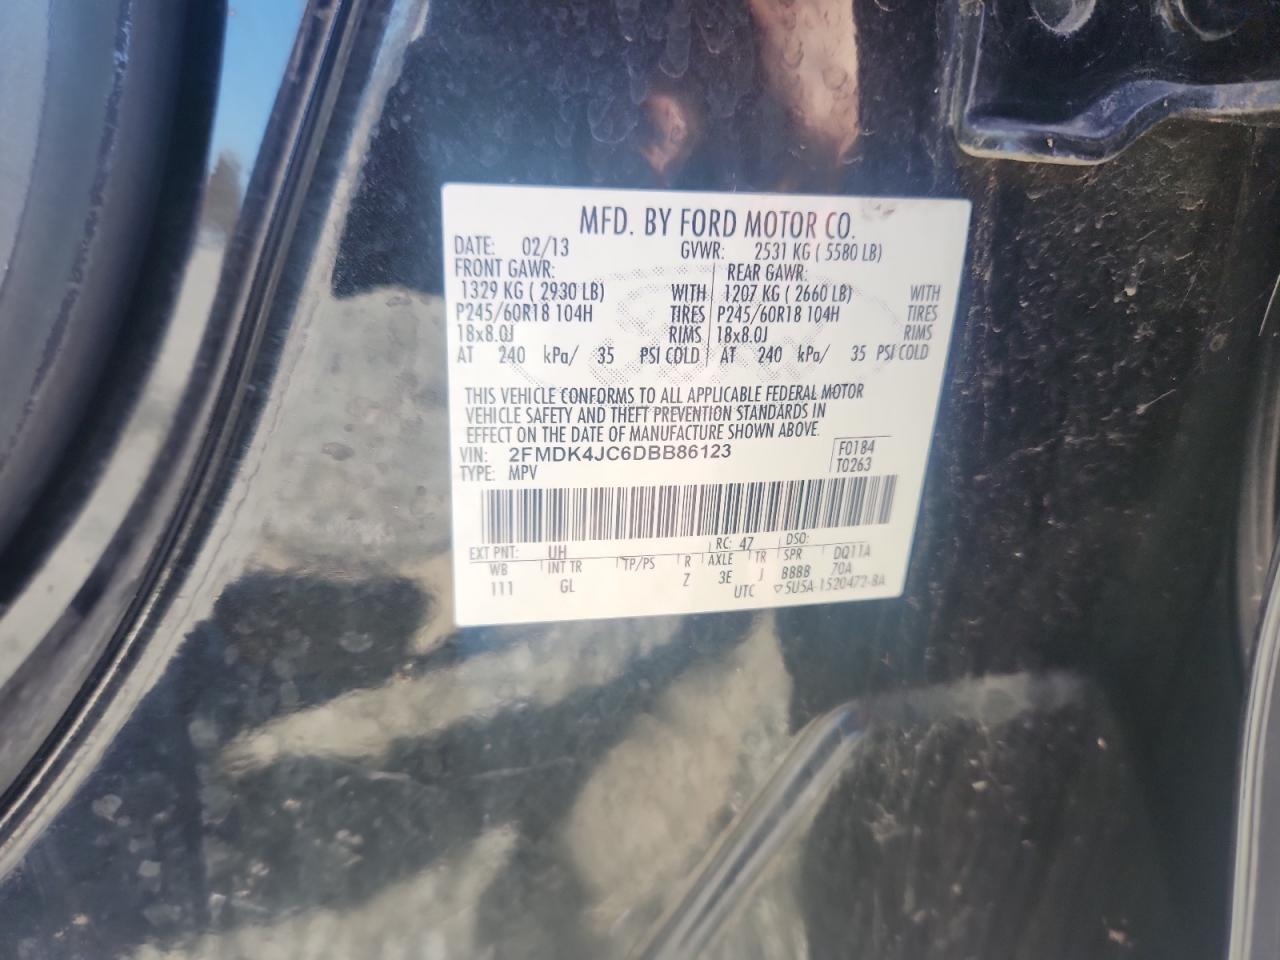 MFD. BY FORD MOTOR CO.
DATE: 02/13 GVWR: 2531 KG ( 5580 LB)
FRONT GAWR: REAR GAWR:
1329 KG ( 2930 LB) WITH 1207 KG ( 2660 LB) WITH
P245/60R18 104H TIRES P245/60R18 104H TIRES
18x8.0J RIMS 18x8.0J RIMS
AT 240 kPa/ 35 PSI COLD AT 240 kPa/ 35 PSI COLD
THIS VEHICLE CONFORMS TO ALL APPLICABLE FEDERAL MOTOR
VEHICLE SAFETY AND THEFT PREVENTION STANDARDS IN
EFFECT ON THE DATE OF MANUFACTURE SHOWN ABOVE.
VIN: 2FMDK4JC6DBB86123 F0184
TYPE: MPV T0263
EXT PNT: UH RC: 47 DSO:
WB INT TR TP/PS R AXLE TR SPR DQ11A
111 GL Z 3E J BBBB 70A
UTC ▽5U5A-1520472-BA